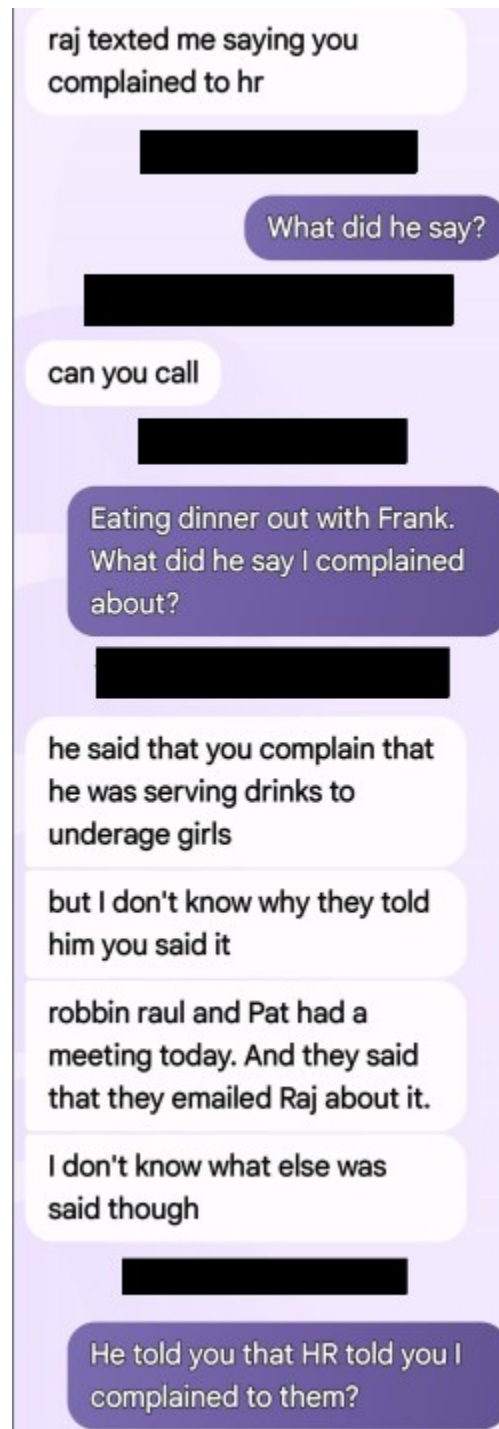 raj texted me saying you
complained to hr
What did he say?
can you call
Eating dinner out with Frank.
What did he say I complained
about?
he said that you complain that
he was serving drinks to
underage girls
but I don't know why they told
him you said it
robbin raul and Pat had a
meeting today. And they said
that they emailed Raj about it.
I don't know what else was
said though
He told you that HR told you I
complained to them?